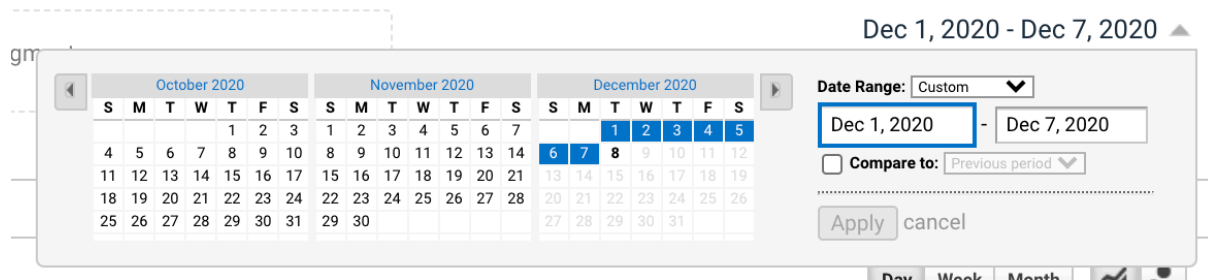 Dec 1, 2020 - Dec 7, 2020
October 2020
S M T W T F S
1 2 3
4 5 6 7 8 9 10
11 12 13 14 15 16 17
18 19 20 21 22 23 24
25 26 27 28 29 30 31
November 2020
S M T W T F S
1 2 3 4 5 6 7
8 9 10 11 12 13 14
15 16 17 18 19 20 21
22 23 24 25 26 27 28
29 30
December 2020
S M T W T F S
1 2 3 4 5
6 7 8 9 10 11 12
13 14 15 16 17 18 19
20 21 22 23 24 25 26
27 28 29 30 31
Date Range: Custom
Dec 1, 2020 - Dec 7, 2020
Compare to: Previous period
Apply cancel
Day Week Month